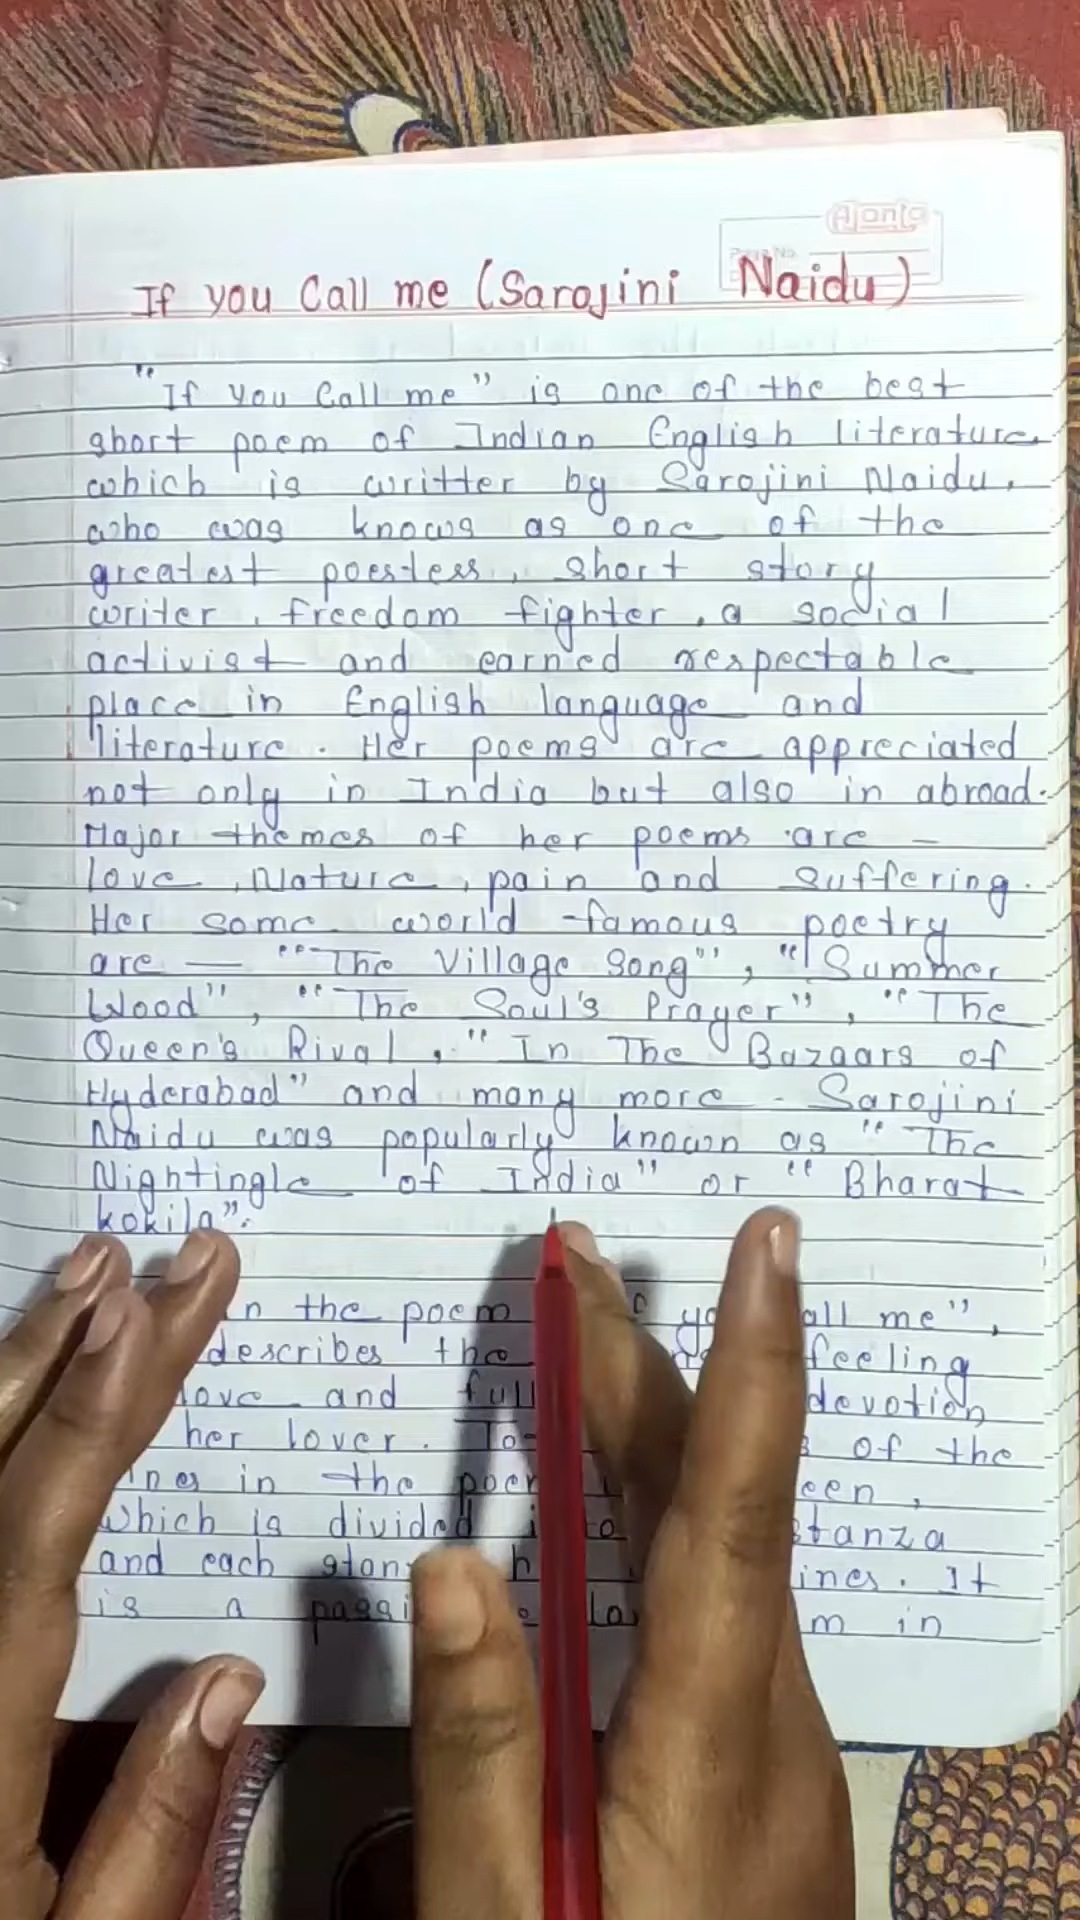 Ajanta
If you Call me (Sarojini Naidu)
"If you Call me" is one of the best
short poem of Indian English literature
which is writter by Sarojini Naidu,
who was knows as one of the
greatest poestess, short story
writer, freedom fighter, a social
activist and earned respectable
place in English language and
literature. Her poems are appreciated
not only in India but also in abroad.
Major themes of her poems are -
love, Nature, pain and suffering.
Her some world famous poetry
are — "The Village Song", "Summer
Wood", "The Soul's Prayer", "The
Queen's Rival, "In The Bazaars of
Hyderabad" and many more - Sarojini
Naidu was popularly known as "The
Nightingle of India" or "Bharat
kokila".
the poem all me",
describes the feeling
love and full devotion
her lover. of the
in the
which is divided stanza
and each It
is a in